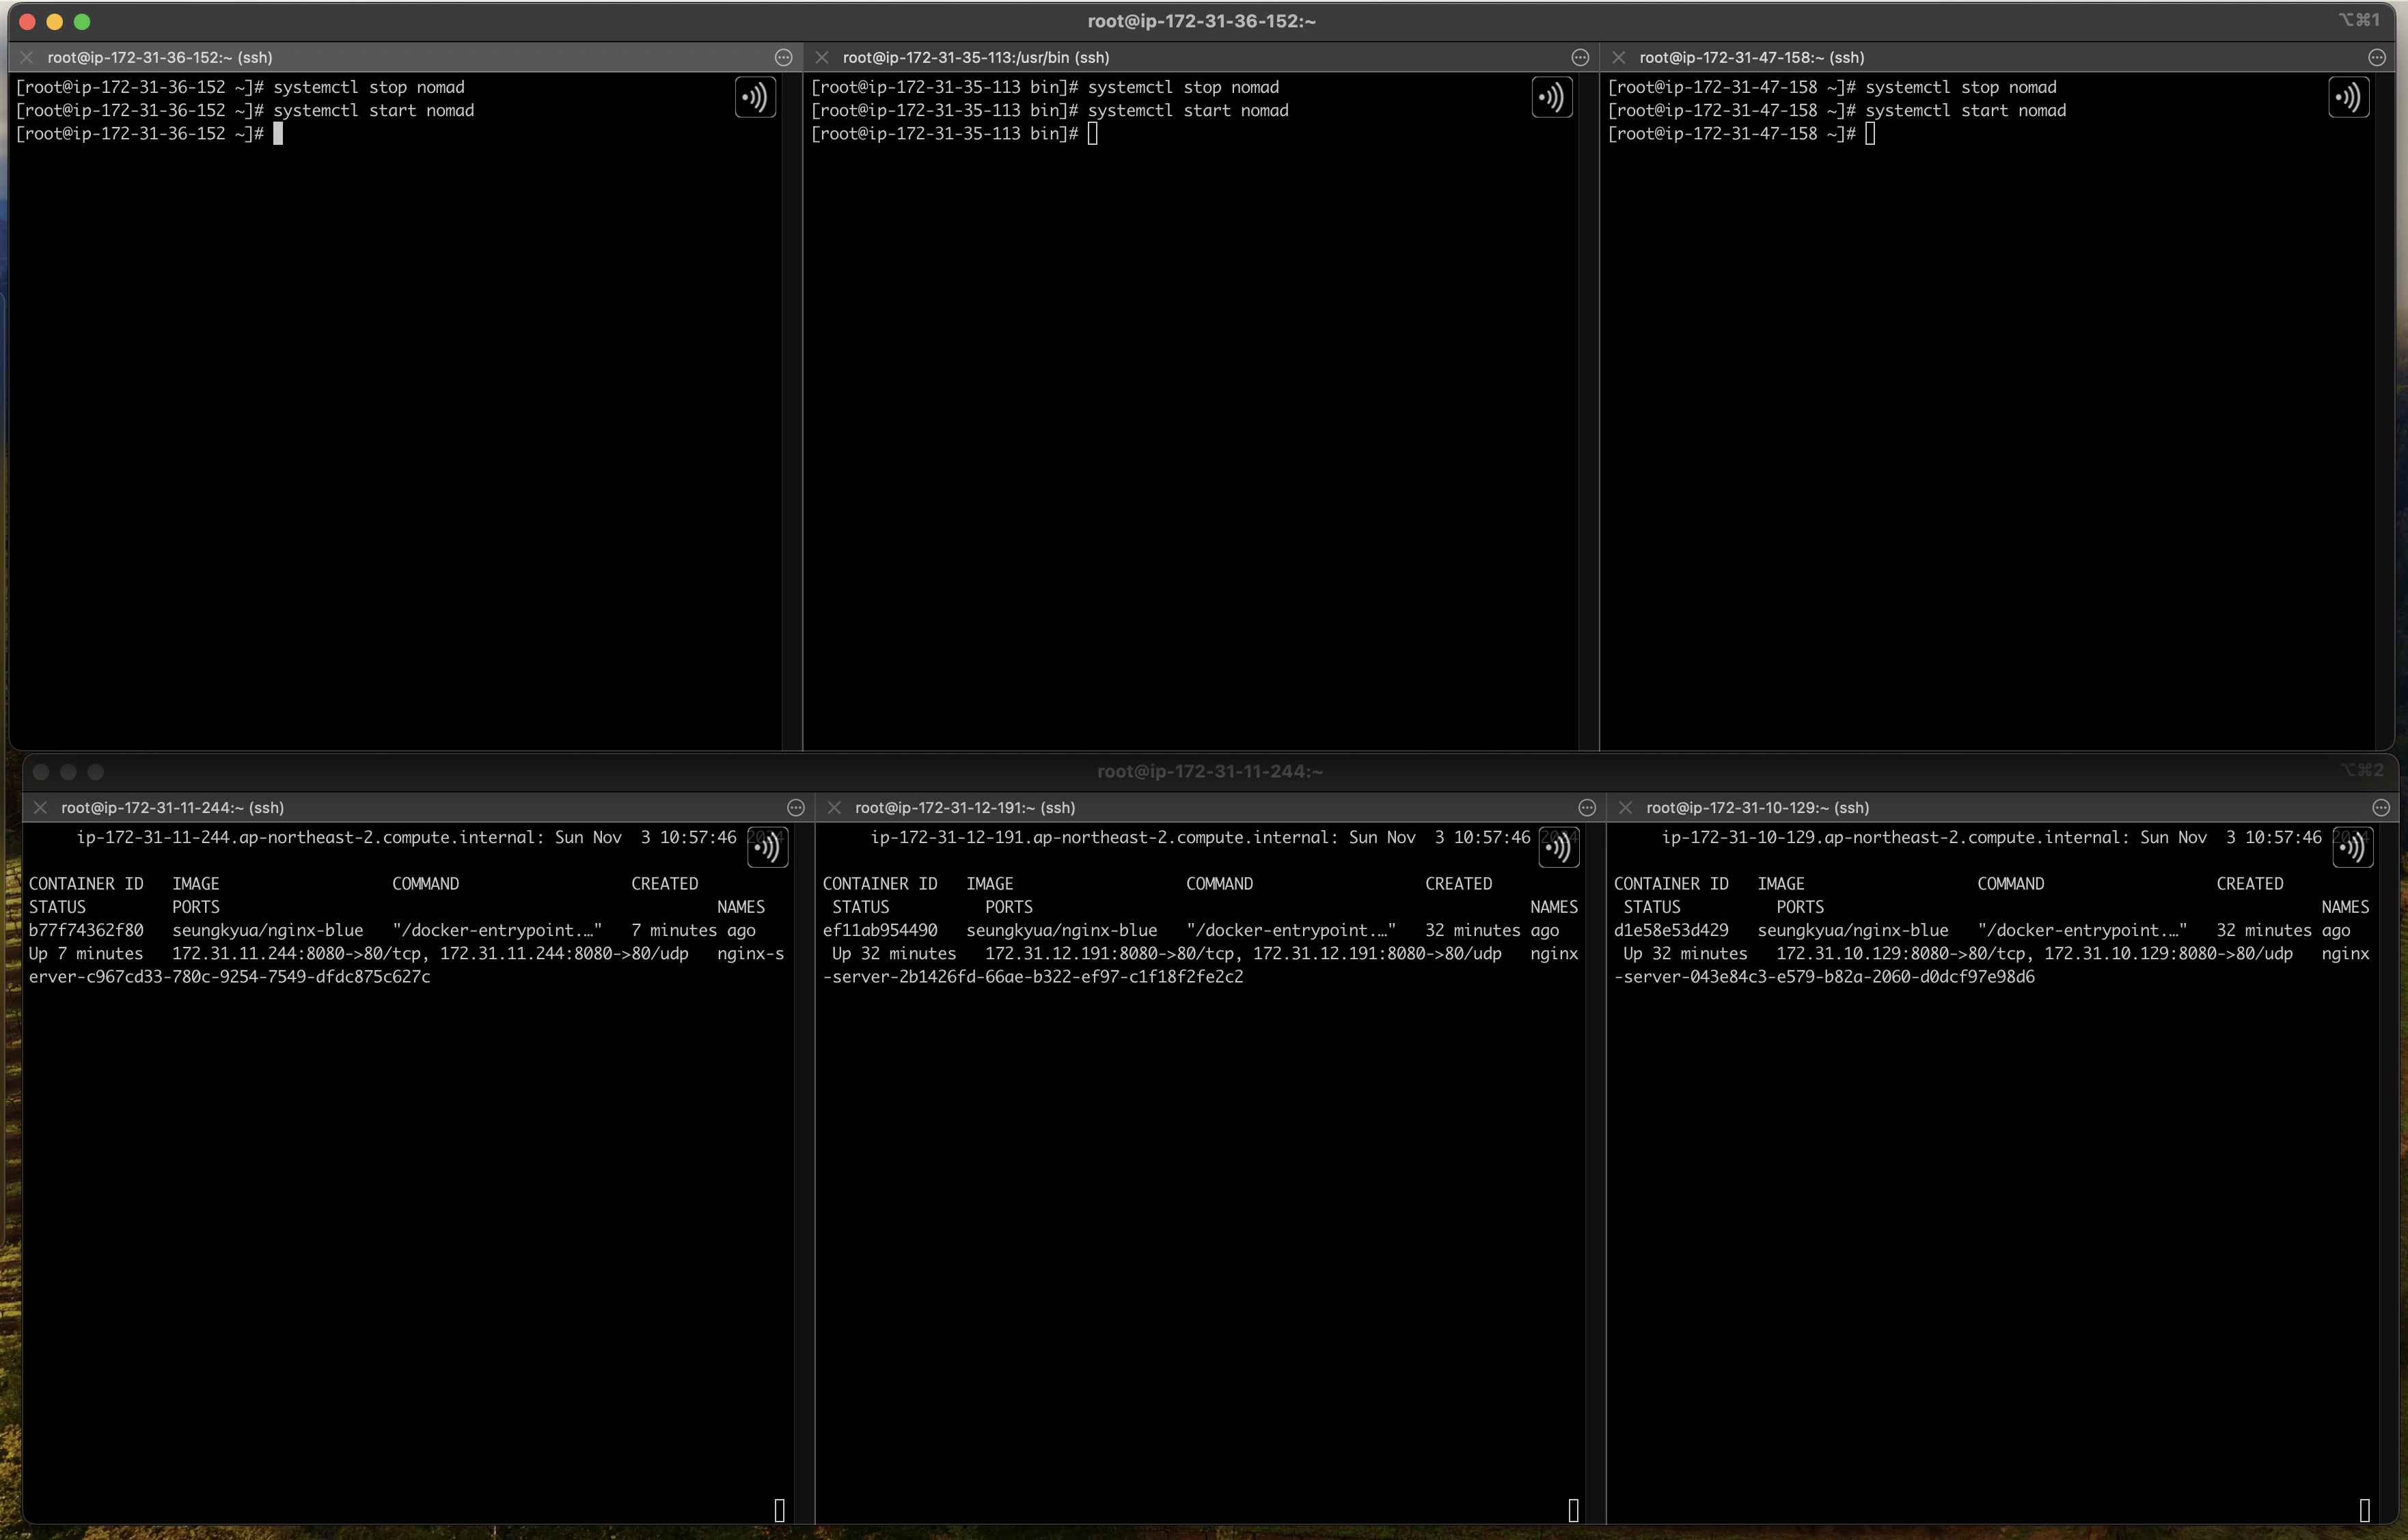 root@ip-172-31-36-152:~
⌥⌘1
root@ip-172-31-36-152:~ (ssh)
[root@ip-172-31-36-152 ~]# systemctl stop nomad
[root@ip-172-31-36-152 ~]# systemctl start nomad
[root@ip-172-31-36-152 ~]#
root@ip-172-31-35-113:/usr/bin (ssh)
[root@ip-172-31-35-113 bin]# systemctl stop nomad
[root@ip-172-31-35-113 bin]# systemctl start nomad
[root@ip-172-31-35-113 bin]#
root@ip-172-31-47-158:~ (ssh)
[root@ip-172-31-47-158 ~]# systemctl stop nomad
[root@ip-172-31-47-158 ~]# systemctl start nomad
[root@ip-172-31-47-158 ~]#
root@ip-172-31-11-244:~
⌥⌘2
root@ip-172-31-11-244:~ (ssh)
ip-172-31-11-244.ap-northeast-2.compute.internal: Sun Nov  3 10:57:46 2024
CONTAINER ID   IMAGE                  COMMAND                  CREATED
STATUS         PORTS                                                    NAMES
b77f74362f80   seungkyua/nginx-blue   "/docker-entrypoint.…"   7 minutes ago
Up 7 minutes   172.31.11.244:8080->80/tcp, 172.31.11.244:8080->80/udp   nginx-s
erver-c967cd33-780c-9254-7549-dfdc875c627c
root@ip-172-31-12-191:~ (ssh)
ip-172-31-12-191.ap-northeast-2.compute.internal: Sun Nov  3 10:57:46 2024
CONTAINER ID   IMAGE                  COMMAND                  CREATED
STATUS          PORTS                                                    NAMES
ef11ab954490   seungkyua/nginx-blue   "/docker-entrypoint.…"   32 minutes ago
Up 32 minutes   172.31.12.191:8080->80/tcp, 172.31.12.191:8080->80/udp   nginx
-server-2b1426fd-66ae-b322-ef97-c1f18f2fe2c2
root@ip-172-31-10-129:~ (ssh)
ip-172-31-10-129.ap-northeast-2.compute.internal: Sun Nov  3 10:57:46 2024
CONTAINER ID   IMAGE                  COMMAND                  CREATED
STATUS          PORTS                                                    NAMES
d1e58e53d429   seungkyua/nginx-blue   "/docker-entrypoint.…"   32 minutes ago
Up 32 minutes   172.31.10.129:8080->80/tcp, 172.31.10.129:8080->80/udp   nginx
-server-043e84c3-e579-b82a-2060-d0dcf97e98d6